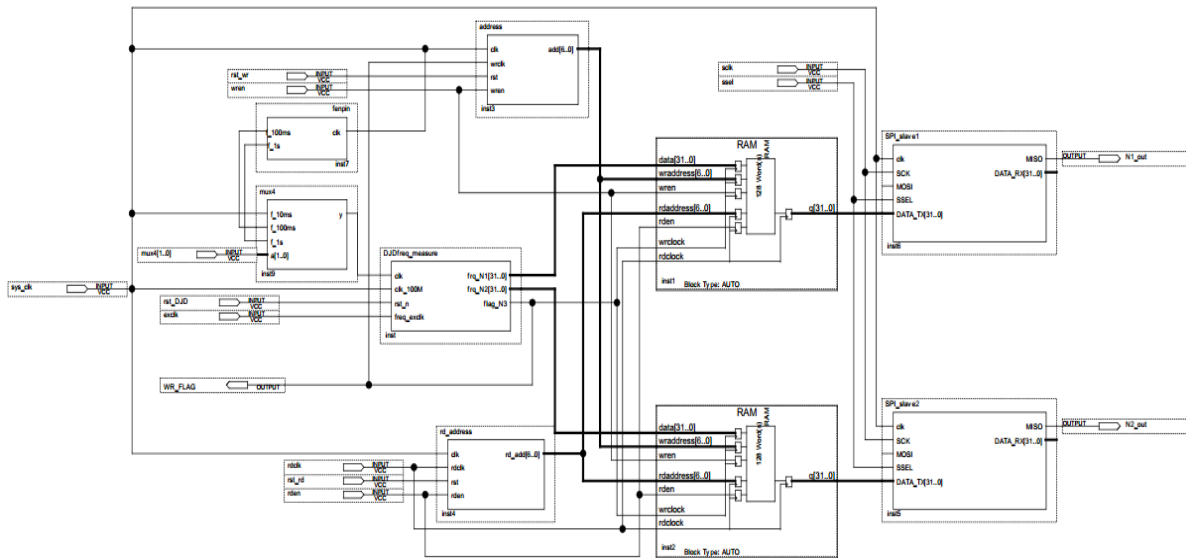 address
clk
wrclk
rst
wren
add[6..0]
inst3
rst_wr
INPUT
VCC
wren
INPUT
VCC
fenpin
_100ms
f_1s
clk
inst7
mux4
f_10ms
f_100ms
f_1s
a[1..0]
y
inst9
mux4[1..0]
INPUT
VCC
sys_clk
INPUT
VCC
DJDfreq_measure
clk
clk_100M
rst_n
freq_exclk
frq_N1[31..0]
frq_N2[31..0]
flag_N3
inst
rst_DJD
INPUT
VCC
exclk
INPUT
VCC
WR_FLAG
OUTPUT
rd_address
clk
rdclk
rst
rden
rd_add[6..0]
inst4
rdclk
INPUT
VCC
rst_rd
INPUT
VCC
rden
INPUT
VCC
sclk
INPUT
VCC
ssel
INPUT
VCC
RAM
data[31..0]
wraddress[6..0]
wren
rdaddress[6..0]
rden
wrclock
rdclock
128 Word(s)
RAM
q[31..0]
inst1
Block Type: AUTO
RAM
data[31..0]
wraddress[6..0]
wren
rdaddress[6..0]
rden
wrclock
rdclock
128 Word(s)
RAM
q[31..0]
inst2
Block Type: AUTO
SPI_slave1
clk
SCK
MOSI
SSEL
DATA_TX[31..0]
MISO
DATA_RX[31..0]
inst6
OUTPUT
N1_out
SPI_slave2
clk
SCK
MOSI
SSEL
DATA_TX[31..0]
MISO
DATA_RX[31..0]
inst5
OUTPUT
N2_out